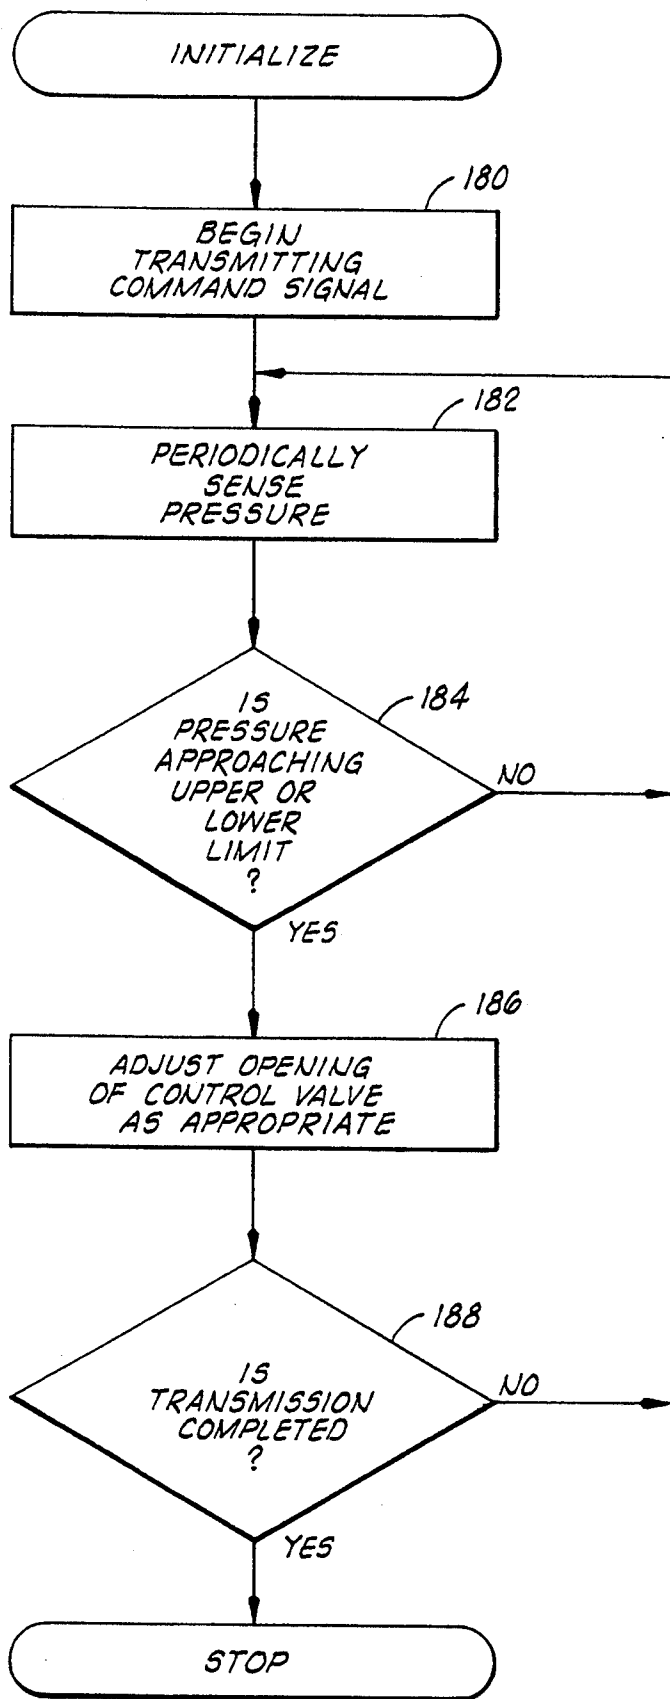 INITIALIZE
180
BEGIN
TRANSMITTING
COMMAND SIGNAL
182
PERIODICALLY
SENSE
PRESSURE
184
IS
PRESSURE
APPROACHING
UPPER OR
LOWER
LIMIT
?
NO
YES
186
ADJUST OPENING
OF CONTROL VALVE
AS APPROPRIATE
188
IS
TRANSMISSION
COMPLETED
?
NO
YES
STOP